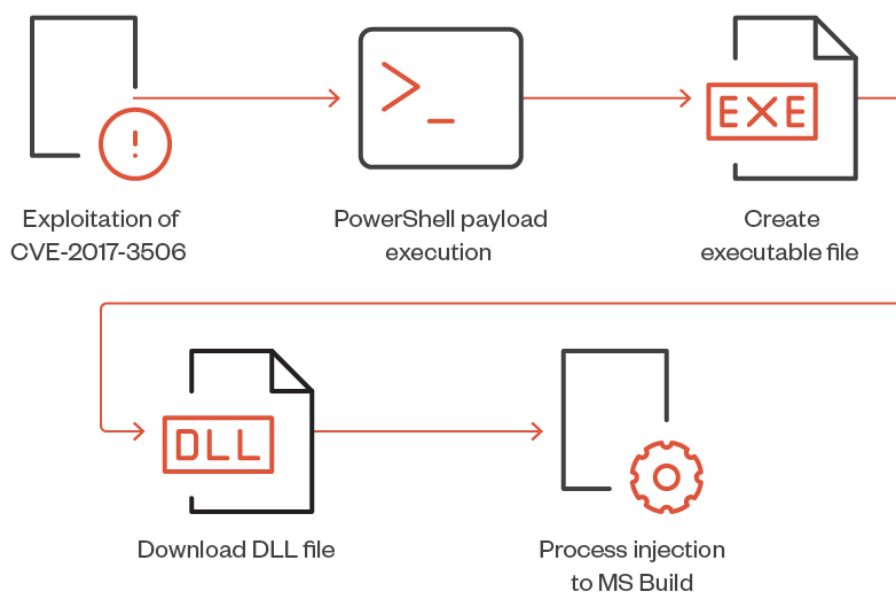 >_
EXE
Exploitation of
CVE-2017-3506
PowerShell payload
execution
Create
executable file
DLL
Download DLL file
Process injection
to MS Build